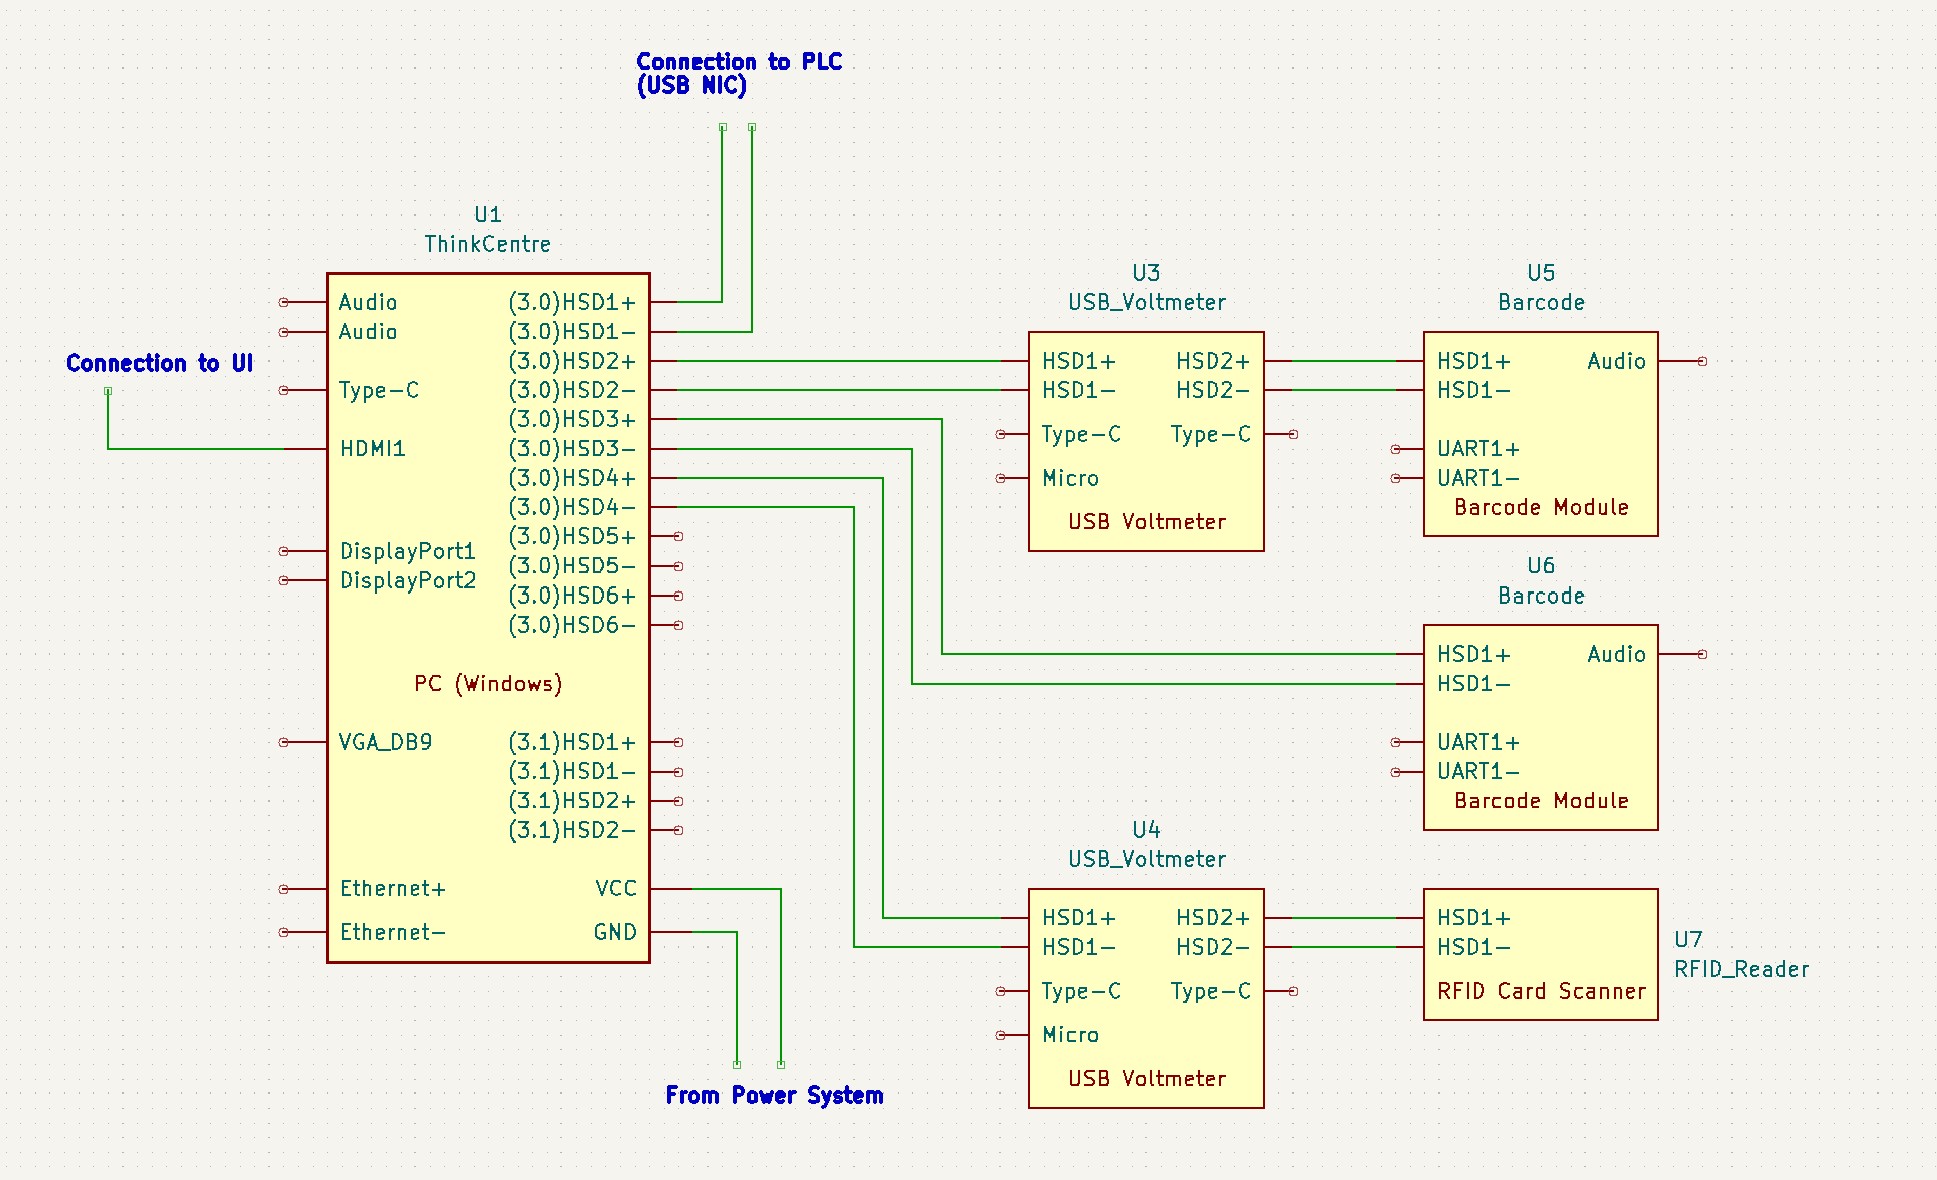 Connection to PLC
(USB NIC)
Connection to UI
U1
ThinkCentre
Audio
Audio
Type-C
HDMI1
DisplayPort1
DisplayPort2
VGA_DB9
Ethernet+
Ethernet-
(3.0)HSD1+
(3.0)HSD1-
(3.0)HSD2+
(3.0)HSD2-
(3.0)HSD3+
(3.0)HSD3-
(3.0)HSD4+
(3.0)HSD4-
(3.0)HSD5+
(3.0)HSD5-
(3.0)HSD6+
(3.0)HSD6-
PC (Windows)
(3.1)HSD1+
(3.1)HSD1-
(3.1)HSD2+
(3.1)HSD2-
VCC
GND
From Power System
U3
USB_Voltmeter
HSD1+
HSD1-
Type-C
Micro
HSD2+
HSD2-
Type-C
USB Voltmeter
U5
Barcode
HSD1+
HSD1-
UART1+
UART1-
Audio
Barcode Module
U6
Barcode
HSD1+
HSD1-
UART1+
UART1-
Audio
Barcode Module
U4
USB_Voltmeter
HSD1+
HSD1-
Type-C
Micro
HSD2+
HSD2-
Type-C
USB Voltmeter
HSD1+
HSD1-
RFID Card Scanner
U7
RFID_Reader